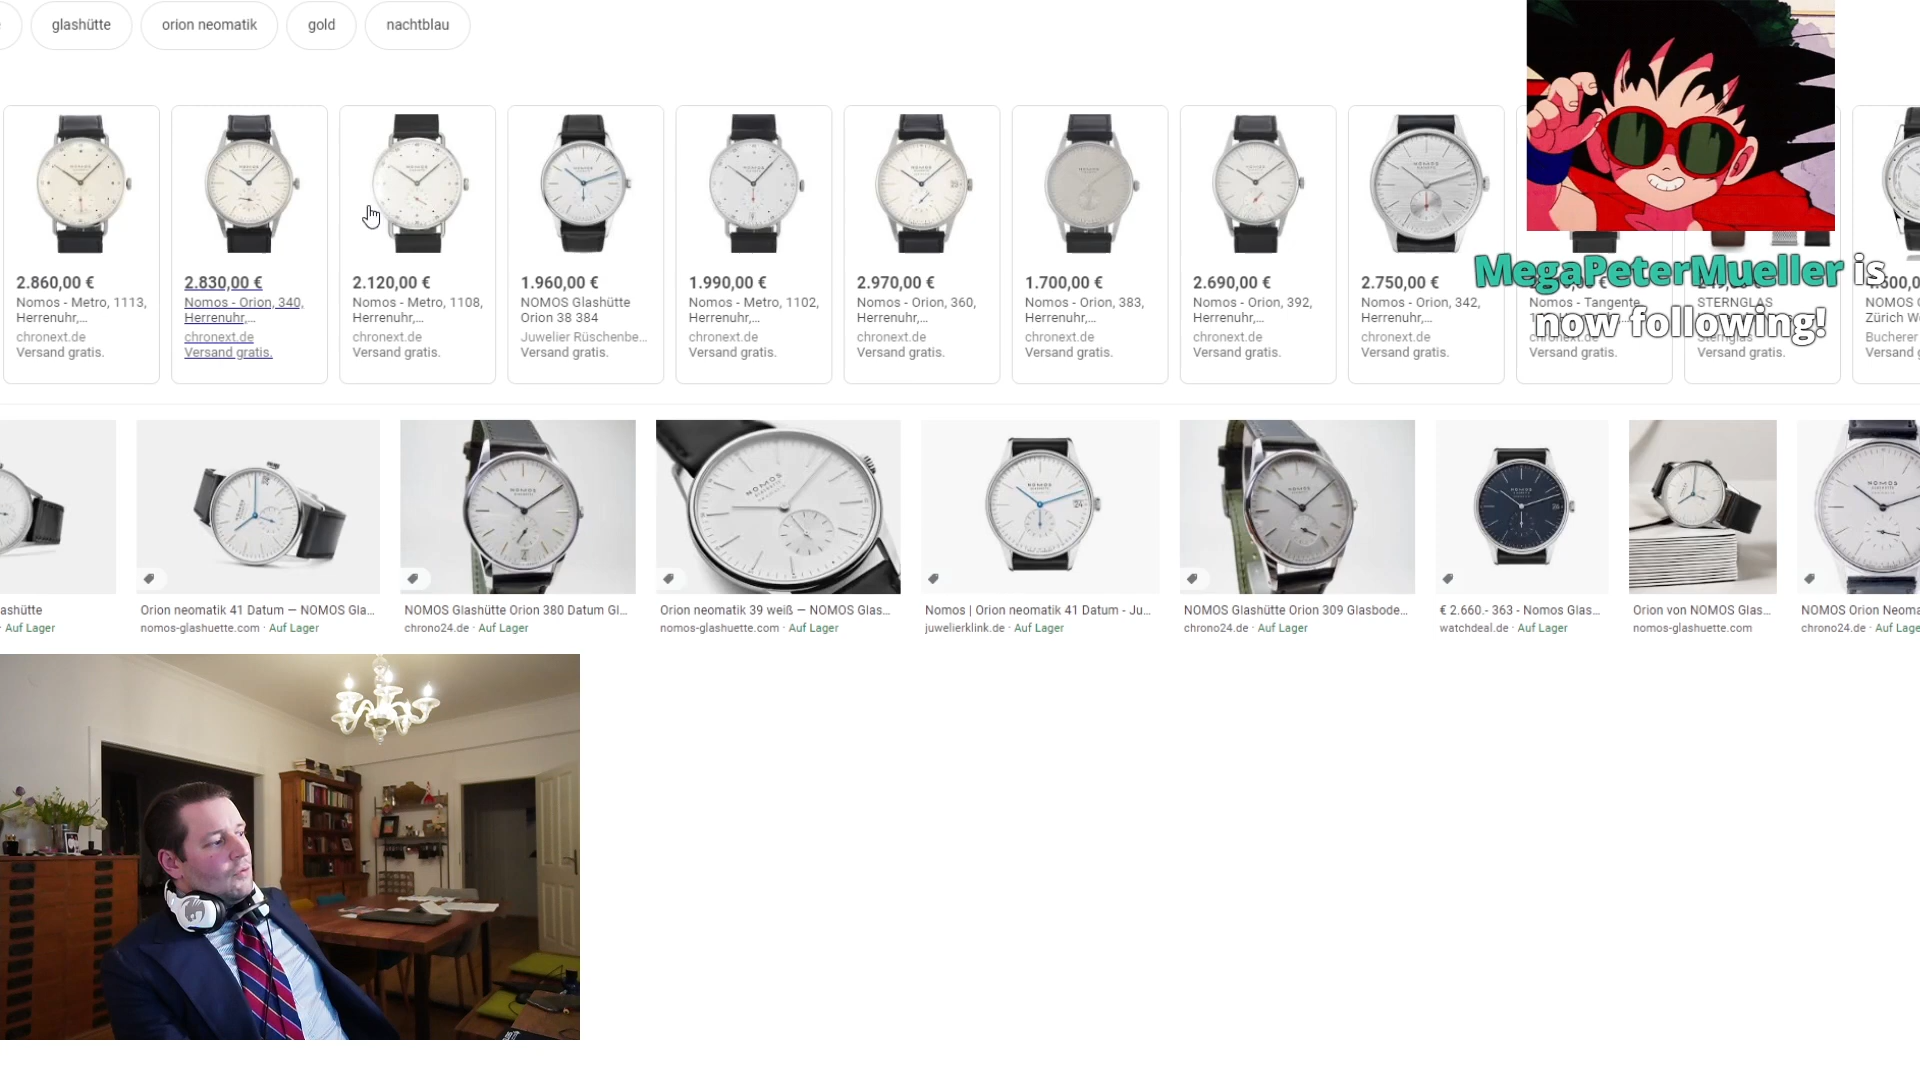 glashütte
orion neomatik
gold
nachtblau
2.860,00 €
Nomos - Metro, 1113,
Herrenuhr,...
chronext.de
Versand gratis.
2.830,00 €
Nomos - Orion, 340,
Herrenuhr,...
chronext.de
Versand gratis.
2.120,00 €
Nomos - Metro, 1108,
Herrenuhr,...
chronext.de
Versand gratis.
1.960,00 €
NOMOS Glashütte
Orion 38 384
Juwelier Rüschenbe...
Versand gratis.
1.990,00 €
Nomos - Metro, 1102,
Herrenuhr,...
chronext.de
Versand gratis.
2.970,00 €
Nomos - Orion, 360,
Herrenuhr,...
chronext.de
Versand gratis.
1.700,00 €
Nomos - Orion, 383,
Herrenuhr,...
chronext.de
Versand gratis.
2.690,00 €
Nomos - Orion, 392,
Herrenuhr,...
chronext.de
Versand gratis.
2.750,00 €
Nomos - Orion, 342,
Herrenuhr,...
chronext.de
Versand gratis.
MegaPeterMueller is
now following!
Nomos - Tangente,
chronext.de
Versand gratis.
STERNGLAS
Sternglas
Versand gratis.
NOMOS
Zürich
Bucherer
Versand
ashütte
· Auf Lager
Orion neomatik 41 Datum — NOMOS Gla...
nomos-glashuette.com · Auf Lager
NOMOS Glashütte Orion 380 Datum Gl...
chrono24.de · Auf Lager
Orion neomatik 39 weiß — NOMOS Glas...
nomos-glashuette.com · Auf Lager
Nomos | Orion neomatik 41 Datum - Ju...
juwelierklink.de · Auf Lager
NOMOS Glashütte Orion 309 Glasbode...
chrono24.de · Auf Lager
€ 2.660.- 363 - Nomos Glas...
watchdeal.de · Auf Lager
Orion von NOMOS Glas...
nomos-glashuette.com
NOMOS Orion Neoma
chrono24.de · Auf Lage